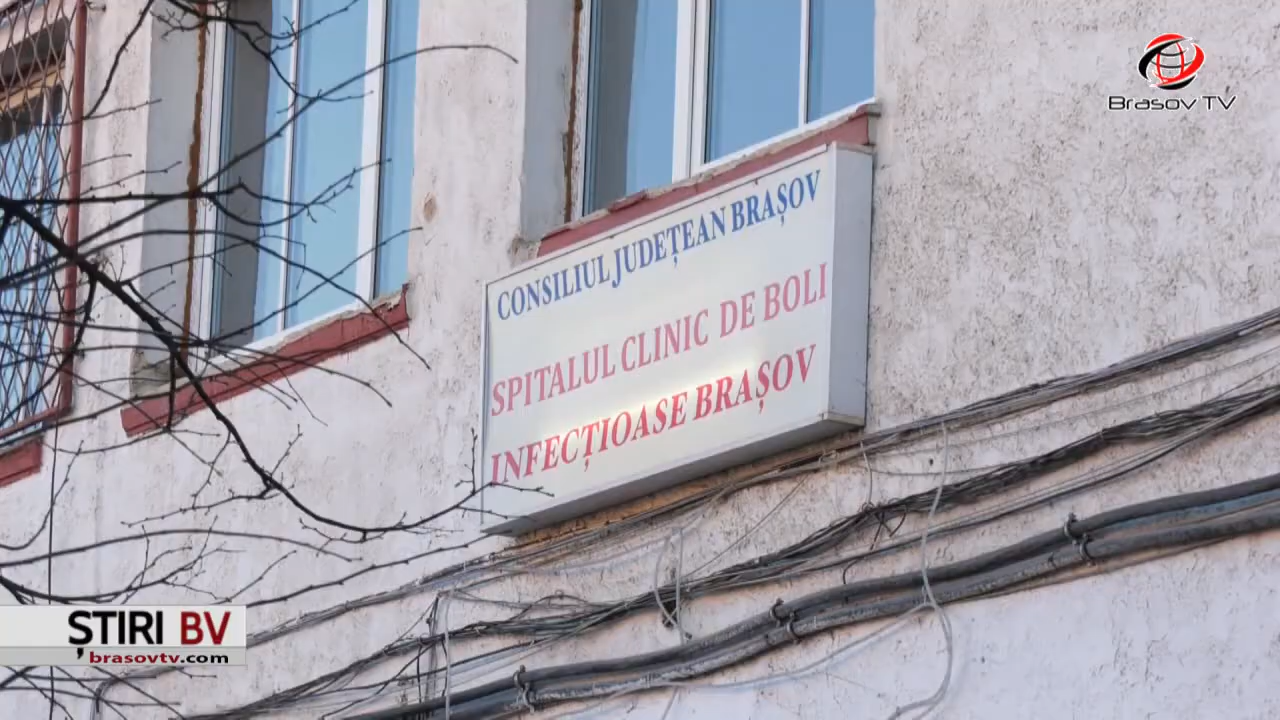 Brasov TV
CONSILIUL JUDEȚEAN BRAȘOV
SPITALUL CLINIC DE BOLI
INFECȚIOASE BRAȘOV
ȘTIRI BV
brasovtv.com